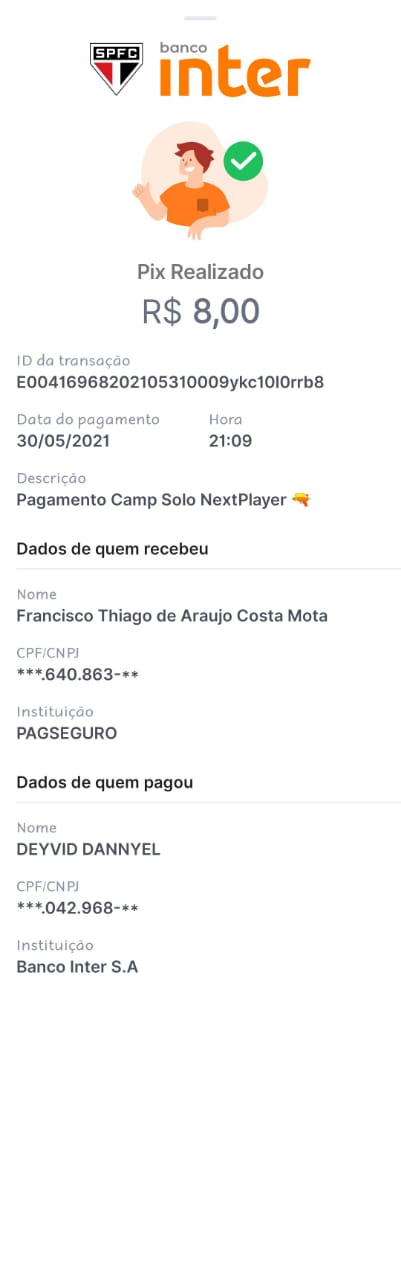 SPFC
banco
inter
Pix Realizado
R$ 8,00
ID da transação
E00416968202105310009ykc10I0rrb8
Data do pagamento Hora
30/05/2021 21:09
Descrição
Pagamento Camp Solo NextPlayer 🔫
Dados de quem recebeu
Nome
Francisco Thiago de Araujo Costa Mota
CPF/CNPJ
***.640.863-**
Instituição
PAGSEGURO
Dados de quem pagou
Nome
DEYVID DANNYEL
CPF/CNPJ
***.042.968-**
Instituição
Banco Inter S.A